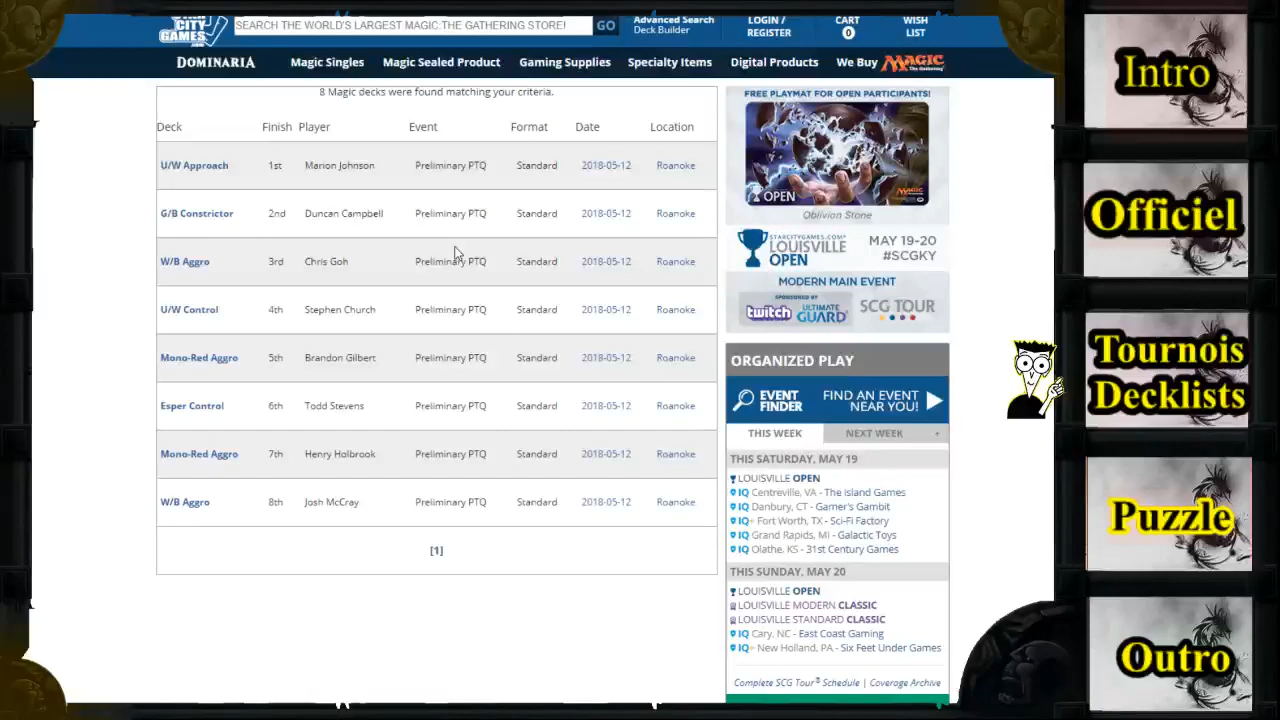 CITY
GAMES
SEARCH THE WORLD'S LARGEST MAGIC:THE GATHERING STORE!
GO
Advanced Search
Deck Builder
LOGIN /
REGISTER
CART
0
WISH
LIST
DOMINARIA
Magic Singles
Magic Sealed Product
Gaming Supplies
Specialty Items
Digital Products
We Buy MAGIC
8 Magic decks were found matching your criteria.
Deck Finish Player Event Format Date Location
U/W Approach 1st Marion Johnson Preliminary PTQ Standard 2018-05-12 Roanoke
G/B Constrictor 2nd Duncan Campbell Preliminary PTQ Standard 2018-05-12 Roanoke
W/B Aggro 3rd Chris Goh Preliminary PTQ Standard 2018-05-12 Roanoke
U/W Control 4th Stephen Church Preliminary PTQ Standard 2018-05-12 Roanoke
Mono-Red Aggro 5th Brandon Gilbert Preliminary PTQ Standard 2018-05-12 Roanoke
Esper Control 6th Todd Stevens Preliminary PTQ Standard 2018-05-12 Roanoke
Mono-Red Aggro 7th Henry Holbrook Preliminary PTQ Standard 2018-05-12 Roanoke
W/B Aggro 8th Josh McCray Preliminary PTQ Standard 2018-05-12 Roanoke
[1]
FREE PLAYMAT FOR OPEN PARTICIPANTS!
OPEN
MAGIC
Oblivion Stone
STARCITYGAMES.COM®
LOUISVILLE
OPEN
MAY 19-20
#SCGKY
MODERN MAIN EVENT
SPONSORED BY
twitch
ULTIMATE
GUARD
SCG TOUR
ORGANIZED PLAY
EVENT
FINDER
FIND AN EVENT
NEAR YOU!
THIS WEEK
NEXT WEEK +
THIS SATURDAY, MAY 19
LOUISVILLE OPEN
IQ Centreville, VA - The Island Games
IQ Danbury, CT - Gamer's Gambit
IQ+ Fort Worth, TX - Sci-Fi Factory
IQ Grand Rapids, MI - Galactic Toys
IQ Olathe, KS - 31st Century Games
THIS SUNDAY, MAY 20
LOUISVILLE OPEN
LOUISVILLE MODERN CLASSIC
LOUISVILLE STANDARD CLASSIC
IQ Cary, NC - East Coast Gaming
IQ+ New Holland, PA - Six Feet Under Games
Complete SCG Tour® Schedule | Coverage Archive
Intro
Officiel
Tournois
Decklists
Puzzle
Outro